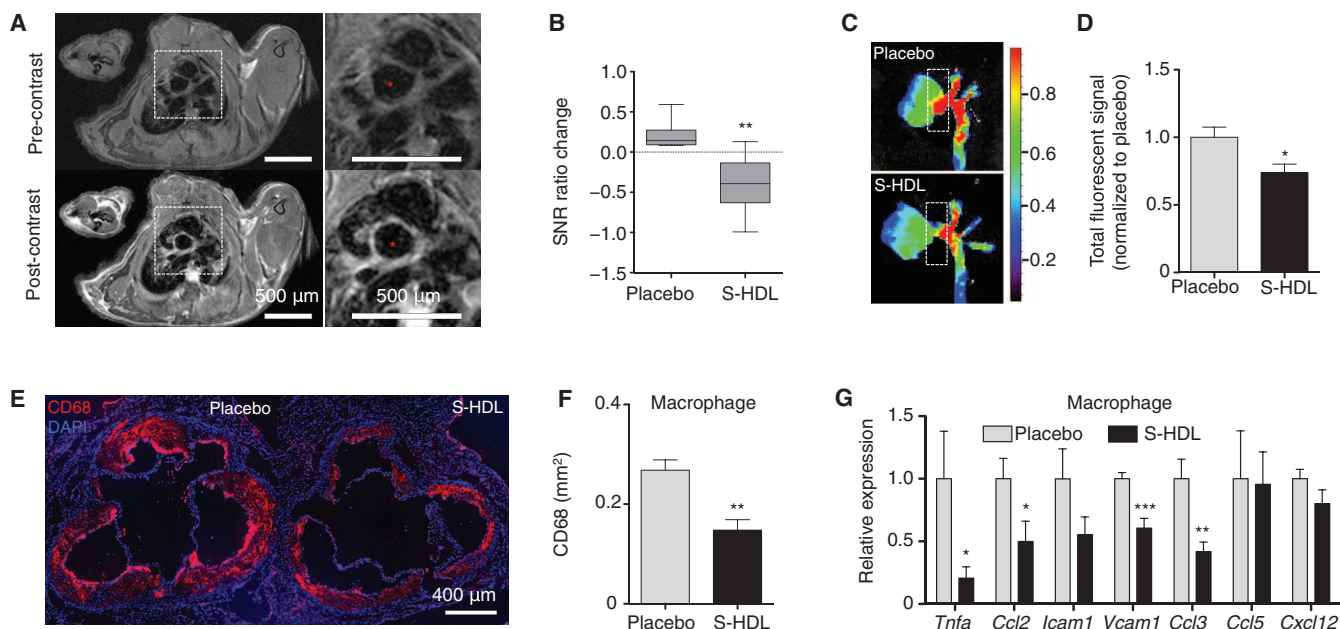 A
Pre-contrast
Post-contrast
500 µm
500 µm
B
SNR ratio change
1.0
0.5
0.0
−0.5
−1.0
−1.5
**
Placebo
S-HDL
C
Placebo
S-HDL
0.8
0.6
0.4
0.2
D
Total fluorescent signal
(normalized to placebo)
1.5
1.0
0.5
0
*
Placebo
S-HDL
E
CD68
DAPI
Placebo
S-HDL
400 µm
F
Macrophage
CD68 (mm²)
0.4
0.2
0
**
Placebo
S-HDL
G
Macrophage
Placebo
S-HDL
Relative expression
1.5
1.0
0.5
0.0
*
*
***
**
Tnfa
Ccl2
Icam1
Vcam1
Ccl3
Ccl5
Cxcl12